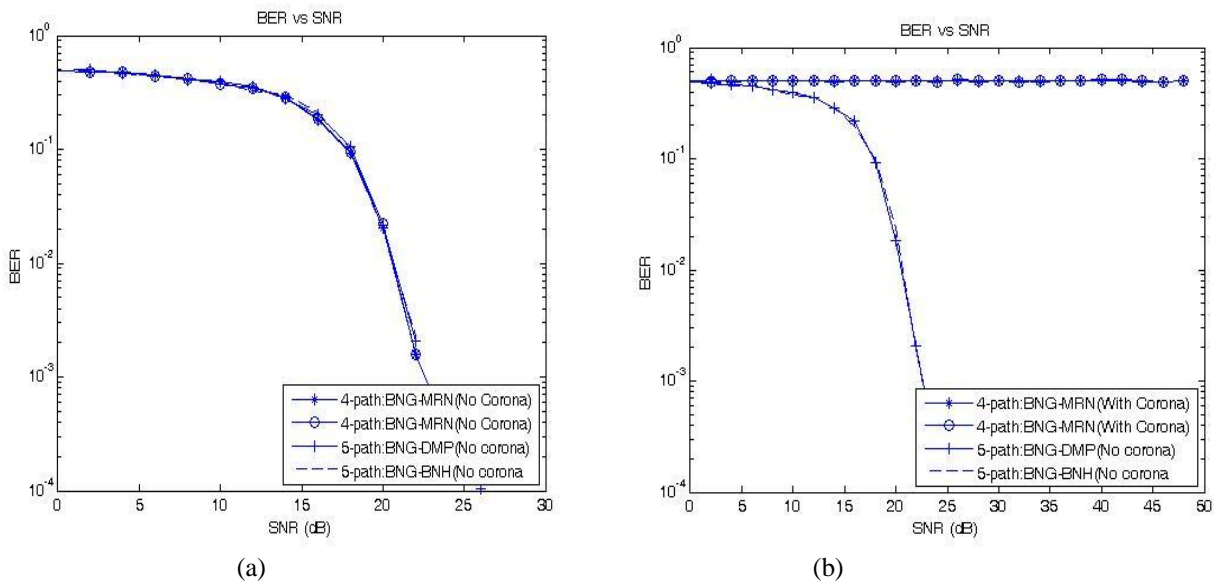 BER vs SNR
10^0
10^-1
10^-2
10^-3
10^-4
BER
0 5 10 15 20 25 30
SNR (dB)
4-path:BNG-MRN(No Corona)
4-path:BNG-MRN(No Corona)
5-path:BNG-DMP(No corona)
5-path:BNG-BNH(No corona
(a)
BER vs SNR
10^0
10^-1
10^-2
10^-3
10^-4
BER
0 5 10 15 20 25 30 35 40 45 50
SNR (dB)
4-path:BNG-MRN(With Corona)
4-path:BNG-MRN(With Corona)
5-path:BNG-DMP(No corona)
5-path:BNG-BNH(No corona
(b)